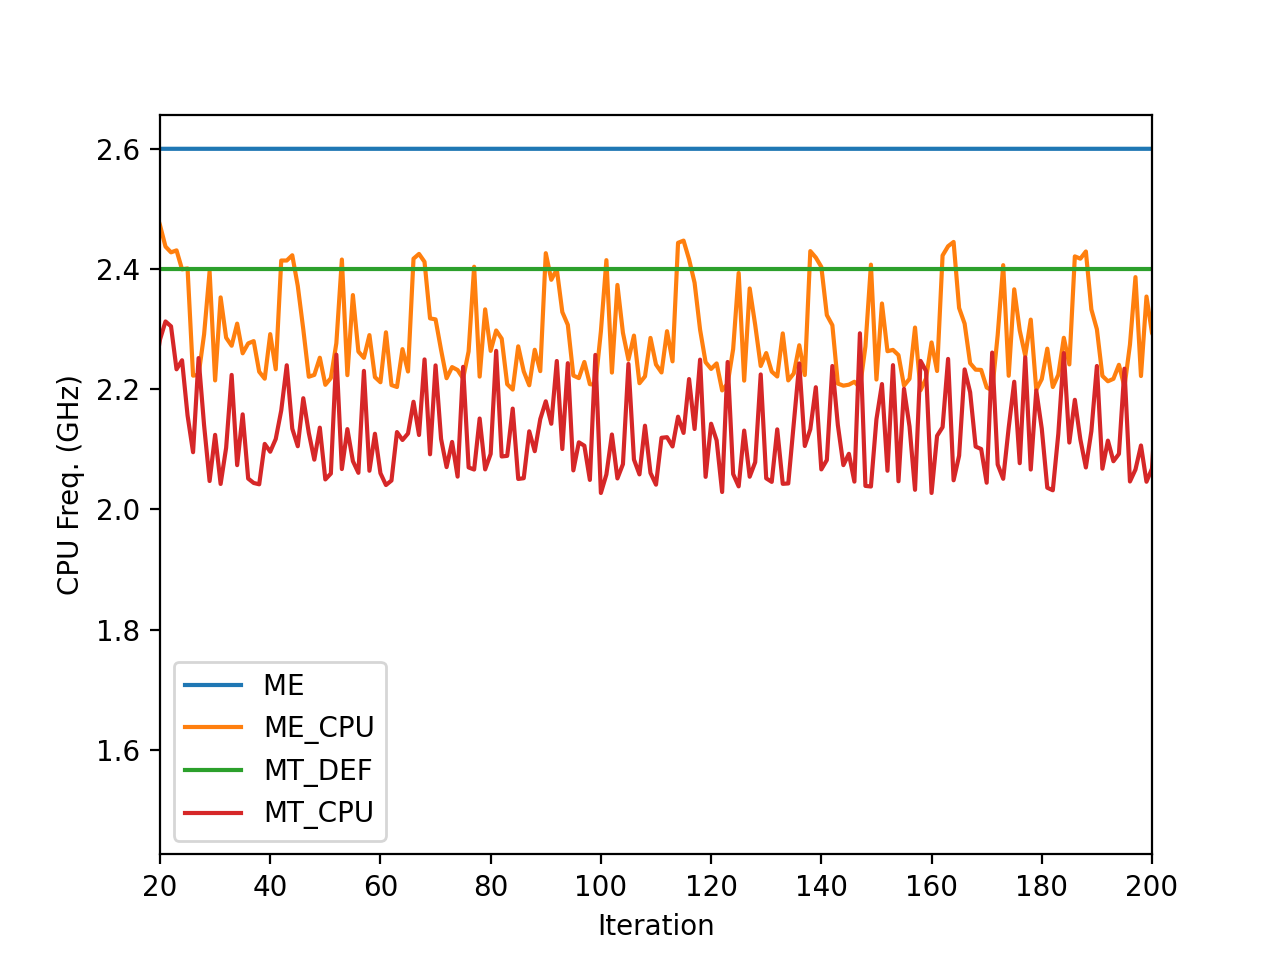 2.6
2.4
2.2
2.0
1.8
1.6
CPU Freq. (GHz)
ME
ME_CPU
MT_DEF
MT_CPU
20 40 60 80 100 120 140 160 180 200
Iteration